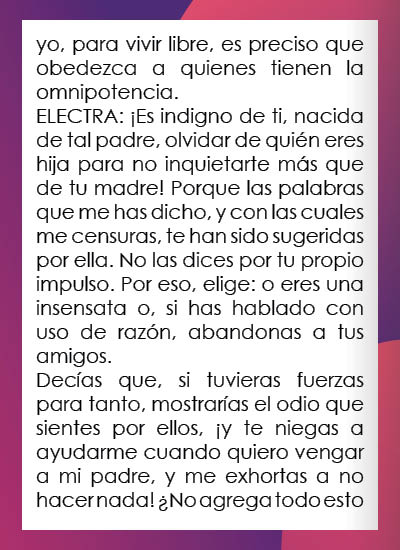 yo, para vivir libre, es preciso que
obedezca a quienes tienen la
omnipotencia.
ELECTRA: ¡Es indigno de ti, nacida
de tal padre, olvidar de quién eres
hija para no inquietarte más que
de tu madre! Porque las palabras
que me has dicho, y con las cuales
me censuras, te han sido sugeridas
por ella. No las dices por tu propio
impulso. Por eso, elige: o eres una
insensata o, si has hablado con
uso de razón, abandonas a tus
amigos.
Decías que, si tuvieras fuerzas
para tanto, mostrarías el odio que
sientes por ellos, ¡y te niegas a
ayudarme cuando quiero vengar
a mi padre, y me exhortas a no
hacer nada! ¿No agrega todo esto